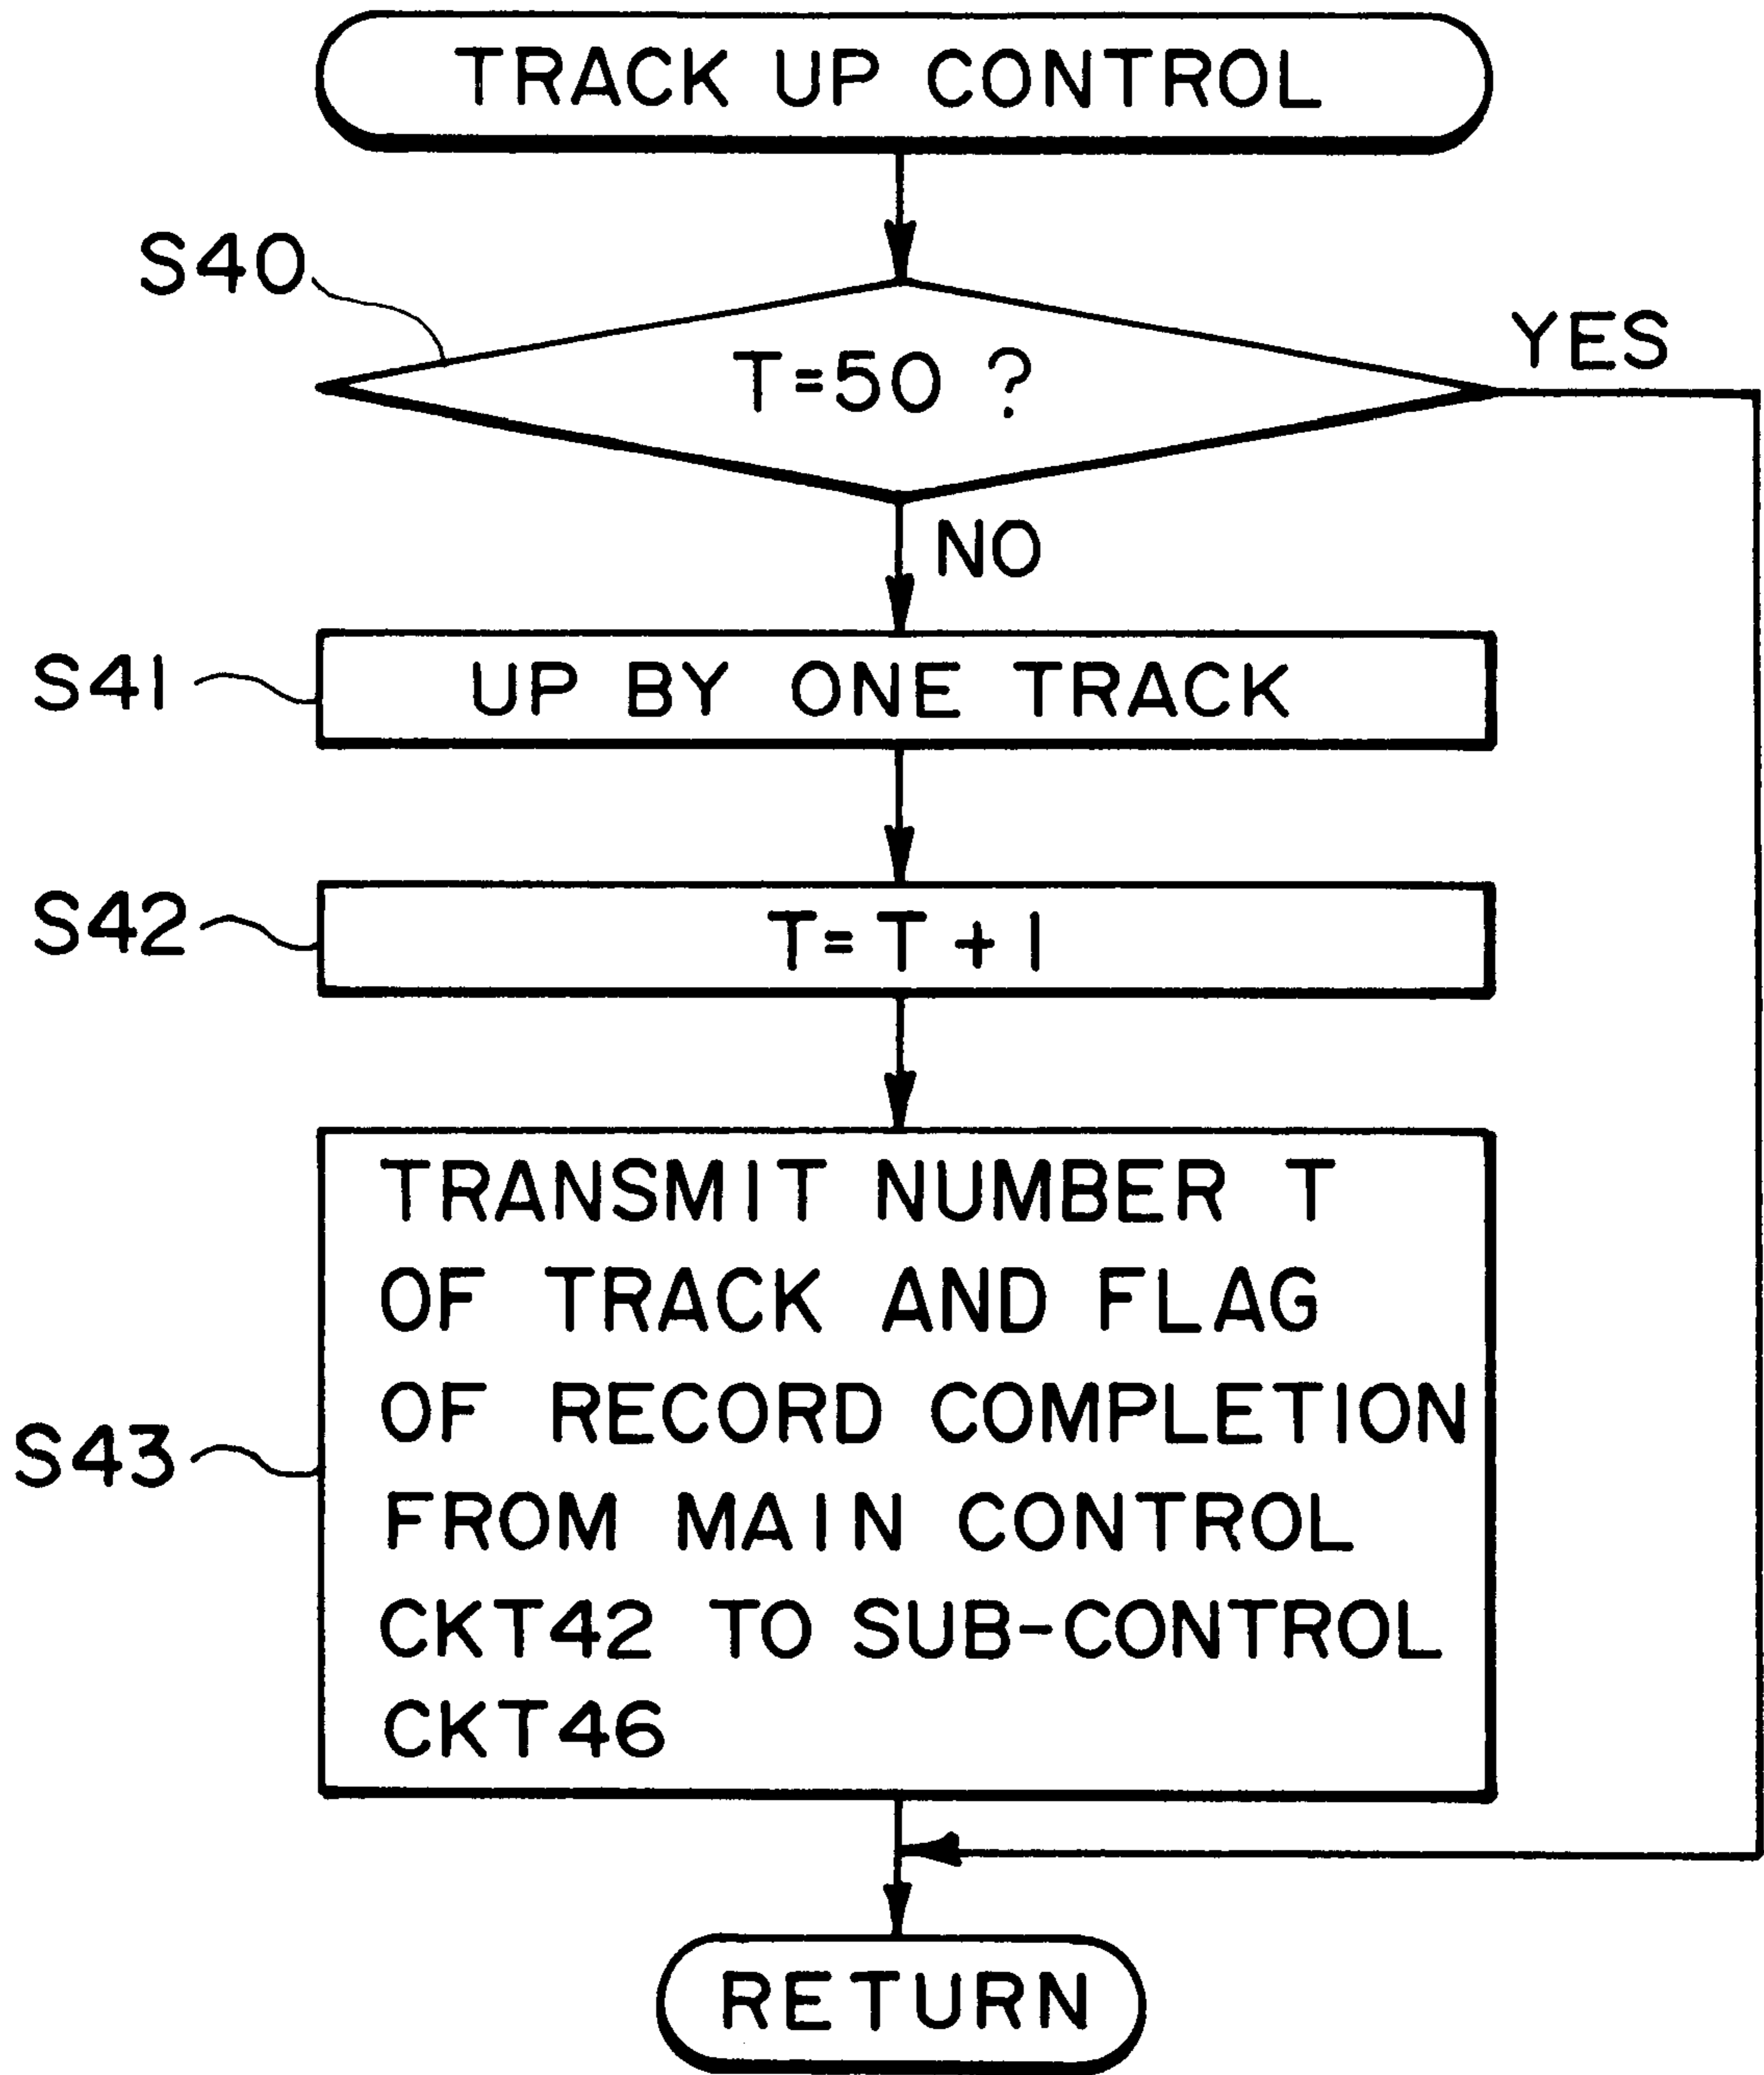 TRACK UP CONTROL
S40
T=50 ?
YES
NO
S41
UP BY ONE TRACK
S42
T=T+1
S43
TRANSMIT NUMBER T
OF TRACK AND FLAG
OF RECORD COMPLETION
FROM MAIN CONTROL
CKT42 TO SUB-CONTROL
CKT46
RETURN